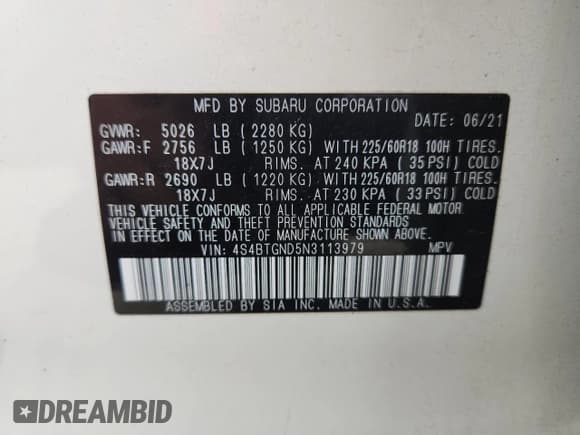 MFD BY SUBARU CORPORATION
DATE: 06/21
GVWR: 5026 LB (2280 KG)
GAWR:F 2756 LB (1250 KG) WITH 225/60R18 100H TIRES.
18X7J RIMS. AT 240 KPA (35 PSI) COLD
GAWR:R 2690 LB (1220 KG) WITH 225/60R18 100H TIRES.
18X7J RIMS. AT 230 KPA (33 PSI) COLD
THIS VEHICLE CONFORMS TO ALL APPLICABLE FEDERAL MOTOR
VEHICLE SAFETY, BUMPER, AND THEFT PREVENTION STANDARDS
IN EFFECT ON THE DATE OF MANUFACTURE SHOWN ABOVE.
VIN: 4S4BTGND5N3113979 MPV
ASSEMBLED BY SIA INC. MADE IN U.S.A.
DREAMBID